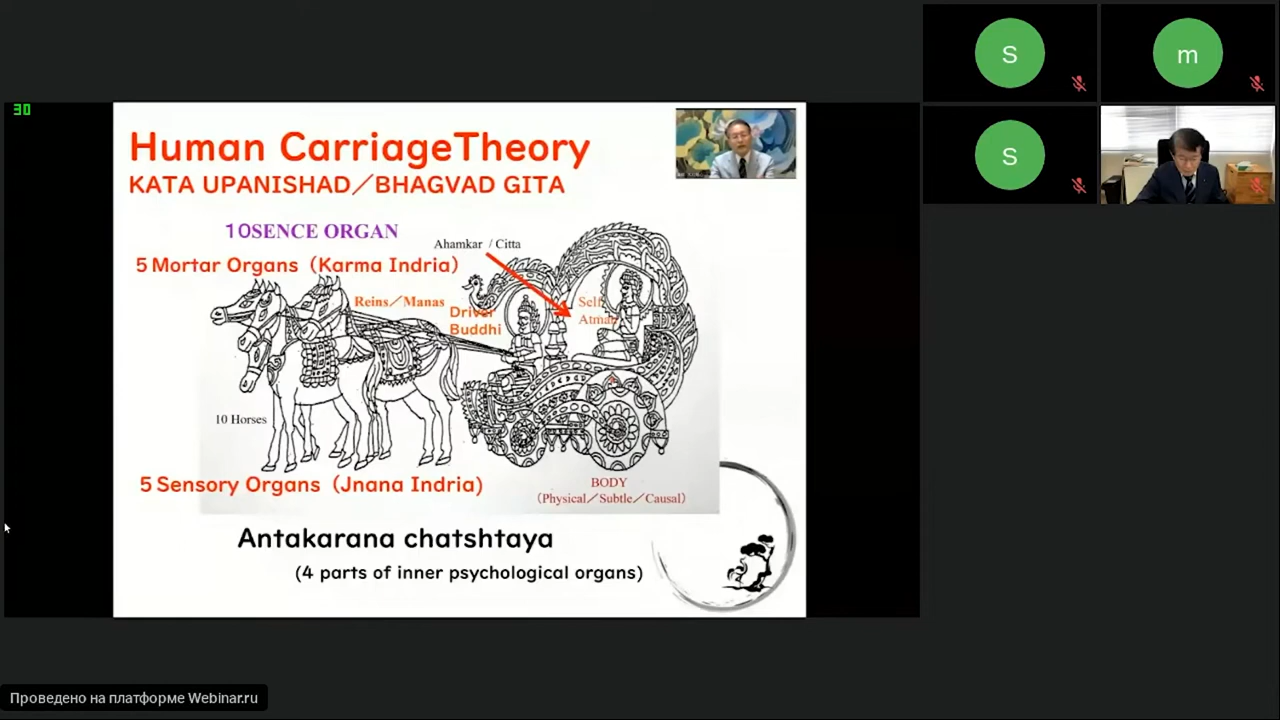 30
Human CarriageTheory
KATA UPANISHAD／BHAGVAD GITA
10SENCE ORGAN
Ahamkar / Citta
5 Mortar Organs（Karma Indria)
Reins／Manas
Driver
Buddhi
Self
Atman
10 Horses
5 Sensory Organs（Jnana Indria)
BODY
（Physical／Subtle／Causal）
Antakarana chatshtaya
(4 parts of inner psychological organs)
S
m
S
Проведено на платформе Webinar.ru